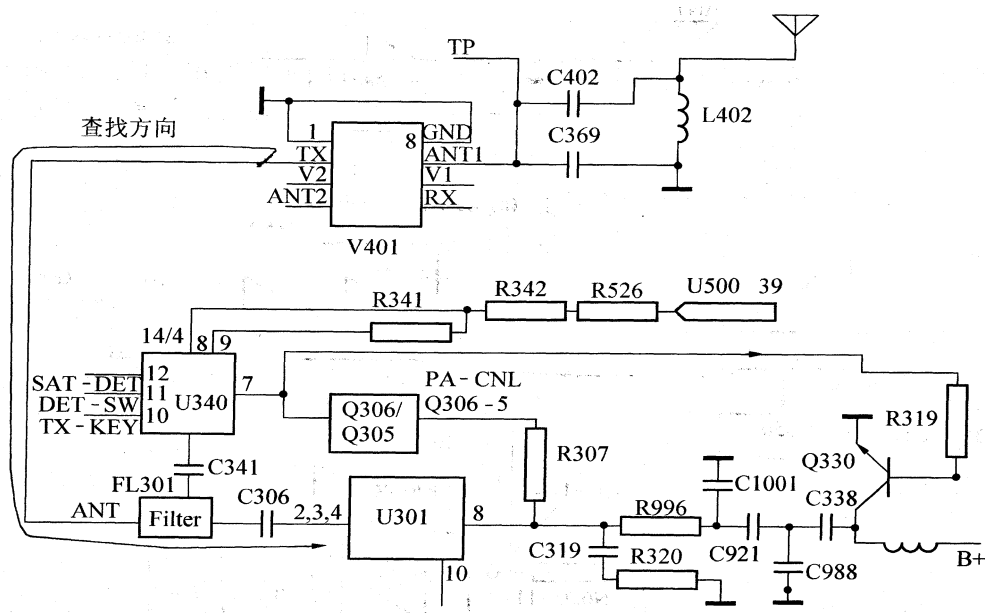 TP
C402
L402
查找方向
1
8
GND
C369
TX
ANT1
V2
V1
ANT2
RX
V401
R341
R342
R526
U500 39
14/4
8
9
12
SAT-DET
11
DET-SW
10
TX-KEY
U340
7
PA-CNL
Q306-5
Q306/
Q305
R319
R307
Q330
C341
FL301
C1001
ANT
Filter
C306
2,3,4
U301
8
R996
C338
C319
R320
C921
C988
B+
10